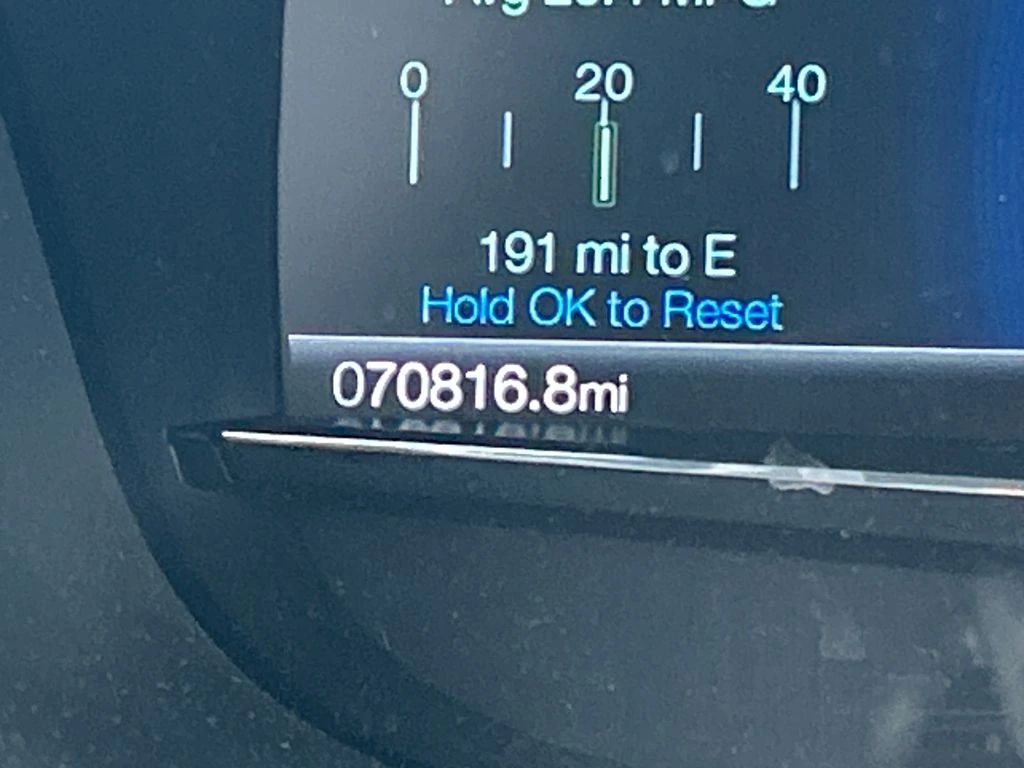 0 20 40
191 mi to E
Hold OK to Reset
070816.8mi